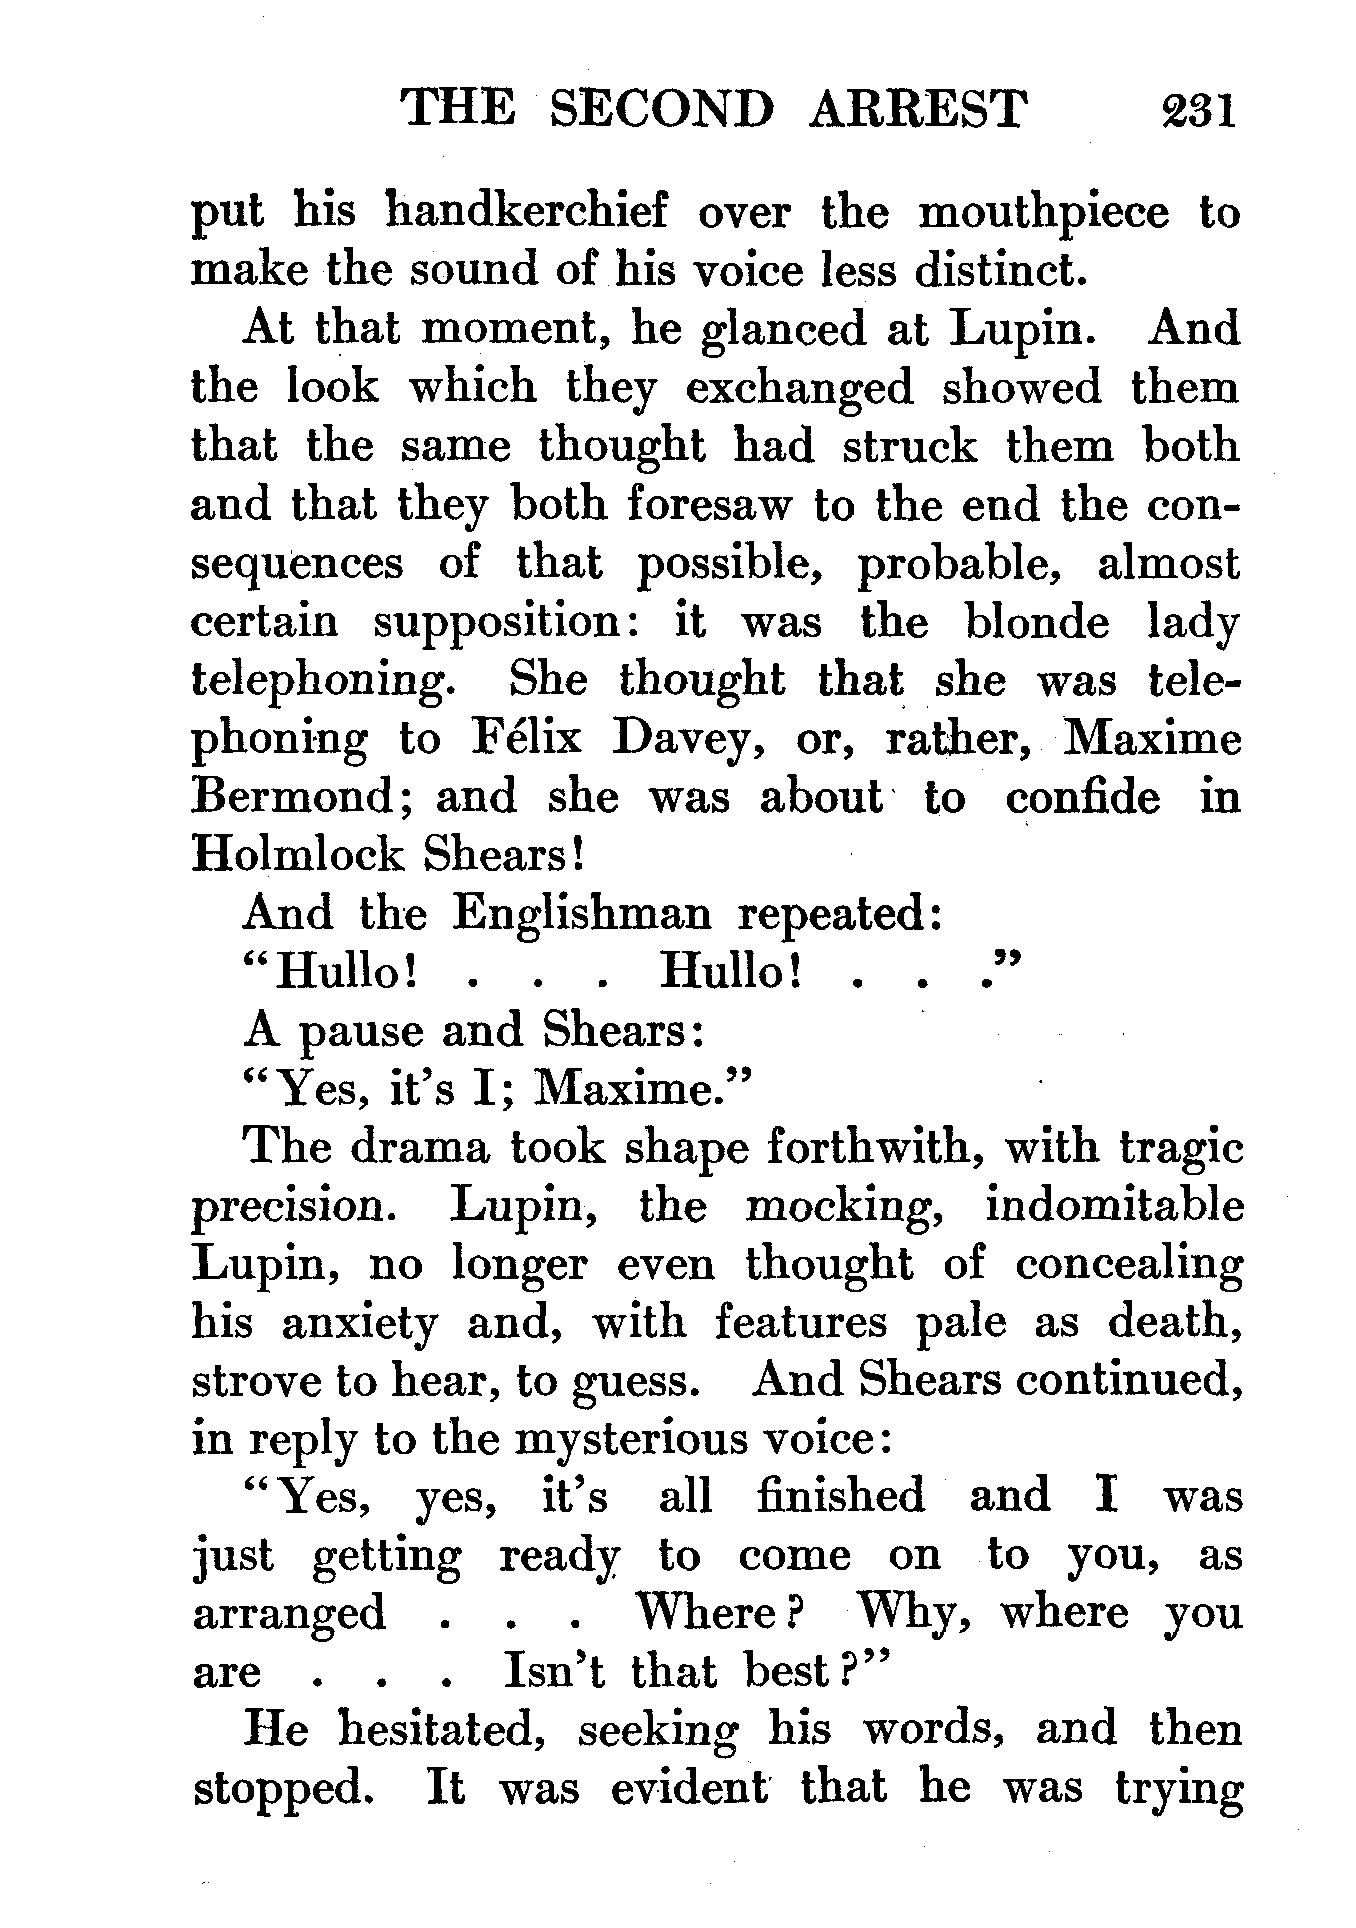 THE SECOND ARREST 231
put his handkerchief over the mouthpiece to
make the sound of his voice less distinct.
At that moment, he glanced at Lupin. And
the look which they exchanged showed them
that the same thought had struck them both
and that they both foresaw to the end the con-
sequences of that possible, probable, almost
certain supposition: it was the blonde lady
telephoning. She thought that she was tele-
phoning to Félix Davey, or, rather, Maxime
Bermond; and she was about to confide in
Holmlock Shears!
And the Englishman repeated:
"Hullo! . . . Hullo! . . ."
A pause and Shears:
"Yes, it's I; Maxime."
The drama took shape forthwith, with tragic
precision. Lupin, the mocking, indomitable
Lupin, no longer even thought of concealing
his anxiety and, with features pale as death,
strove to hear, to guess. And Shears continued,
in reply to the mysterious voice:
"Yes, yes, it's all finished and I was
just getting ready to come on to you, as
arranged . . . Where? Why, where you
are . . . Isn't that best?"
He hesitated, seeking his words, and then
stopped. It was evident that he was trying